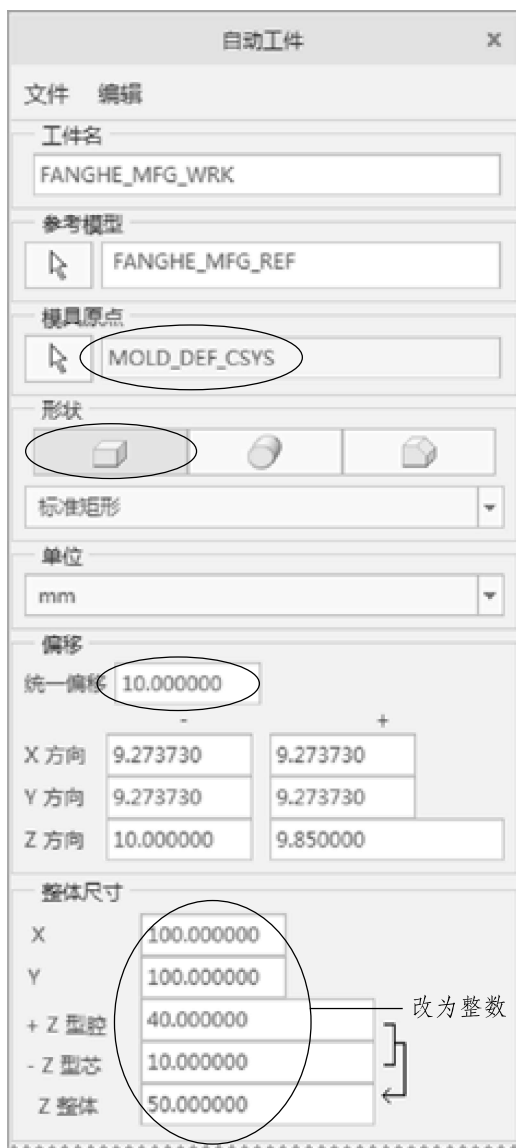 自动工件 ×
文件 编辑
工件名
FANGHE_MFG_WRK
参考模型
FANGHE_MFG_REF
模具原点
MOLD_DEF_CSYS
形状
标准矩形
单位
mm
偏移
统一偏移 10.000000
- +
X 方向 9.273730 9.273730
Y 方向 9.273730 9.273730
Z 方向 10.000000 9.850000
整体尺寸
X 100.000000
Y 100.000000
+ Z 型腔 40.000000
- Z 型芯 10.000000
Z 整体 50.000000
改为整数